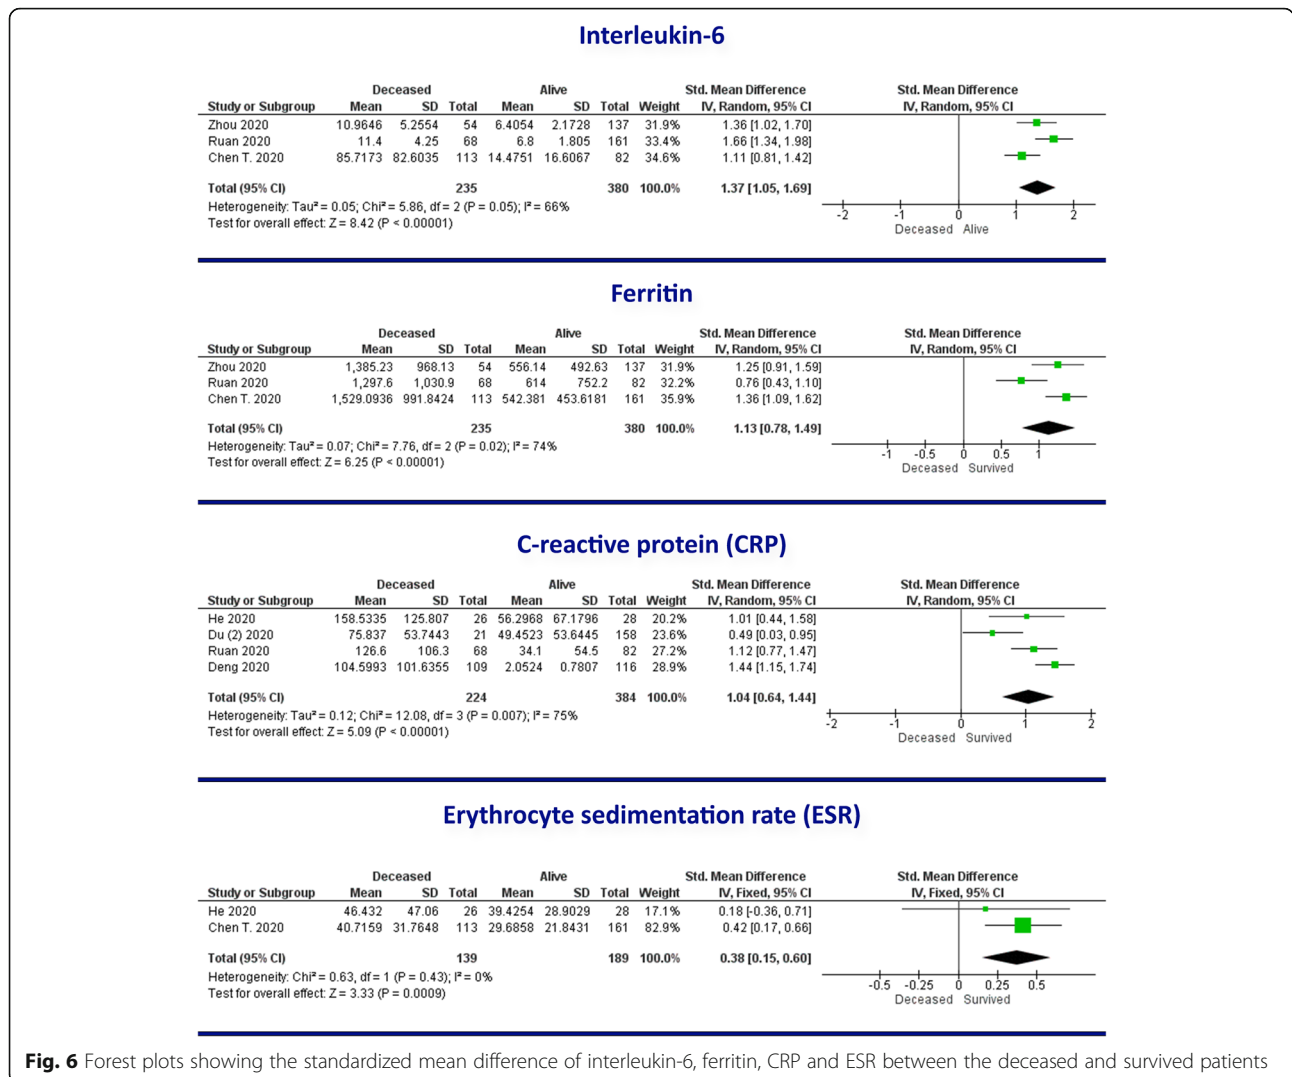 Interleukin-6
Deceased Alive Std. Mean Difference Std. Mean Difference
Study or Subgroup Mean SD Total Mean SD Total Weight IV, Random, 95% CI IV, Random, 95% CI
Zhou 2020 10.9646 5.2554 54 6.4054 2.1728 137 31.9% 1.36 [1.02, 1.70]
Ruan 2020 11.4 4.25 68 6.8 1.805 161 33.4% 1.66 [1.34, 1.98]
Chen T. 2020 85.7173 82.6035 113 14.4751 16.6067 82 34.6% 1.11 [0.81, 1.42]
Total (95% CI) 235 380 100.0% 1.37 [1.05, 1.69]
Heterogeneity: Tau² = 0.05; Chi² = 5.86, df = 2 (P = 0.05); I² = 66%
Test for overall effect: Z = 8.42 (P < 0.00001)
-2 -1 0 1 2
Deceased Alive
Ferritin
Deceased Alive Std. Mean Difference Std. Mean Difference
Study or Subgroup Mean SD Total Mean SD Total Weight IV, Random, 95% CI IV, Random, 95% CI
Zhou 2020 1,385.23 968.13 54 556.14 492.63 137 31.9% 1.25 [0.91, 1.59]
Ruan 2020 1,297.6 1,030.9 68 614 752.2 82 32.2% 0.76 [0.43, 1.10]
Chen T. 2020 1,529.0936 991.8424 113 542.381 453.6181 161 35.9% 1.36 [1.09, 1.62]
Total (95% CI) 235 380 100.0% 1.13 [0.78, 1.49]
Heterogeneity: Tau² = 0.07; Chi² = 7.76, df = 2 (P = 0.02); I² = 74%
Test for overall effect: Z = 6.25 (P < 0.00001)
-1 -0.5 0 0.5 1
Deceased Survived
C-reactive protein (CRP)
Deceased Alive Std. Mean Difference Std. Mean Difference
Study or Subgroup Mean SD Total Mean SD Total Weight IV, Random, 95% CI IV, Random, 95% CI
He 2020 158.5335 125.807 26 56.2968 67.1796 28 20.2% 1.01 [0.44, 1.58]
Du (2) 2020 75.837 53.7443 21 49.4523 53.6445 158 23.6% 0.49 [0.03, 0.95]
Ruan 2020 126.6 106.3 68 34.1 54.5 82 27.2% 1.12 [0.77, 1.47]
Deng 2020 104.5993 101.6355 109 2.0524 0.7807 116 28.9% 1.44 [1.15, 1.74]
Total (95% CI) 224 384 100.0% 1.04 [0.64, 1.44]
Heterogeneity: Tau² = 0.12; Chi² = 12.08, df = 3 (P = 0.007); I² = 75%
Test for overall effect: Z = 5.09 (P < 0.00001)
-2 -1 0 1 2
Deceased Survived
Erythrocyte sedimentation rate (ESR)
Deceased Alive Std. Mean Difference Std. Mean Difference
Study or Subgroup Mean SD Total Mean SD Total Weight IV, Fixed, 95% CI IV, Fixed, 95% CI
He 2020 46.432 47.06 26 39.4254 28.9029 28 17.1% 0.18 [-0.36, 0.71]
Chen T. 2020 40.7159 31.7648 113 29.6858 21.8431 161 82.9% 0.42 [0.17, 0.66]
Total (95% CI) 139 189 100.0% 0.38 [0.15, 0.60]
Heterogeneity: Chi² = 0.63, df = 1 (P = 0.43); I² = 0%
Test for overall effect: Z = 3.33 (P = 0.0009)
-0.5 -0.25 0 0.25 0.5
Deceased Survived
Fig. 6 Forest plots showing the standardized mean difference of interleukin-6, ferritin, CRP and ESR between the deceased and survived patients